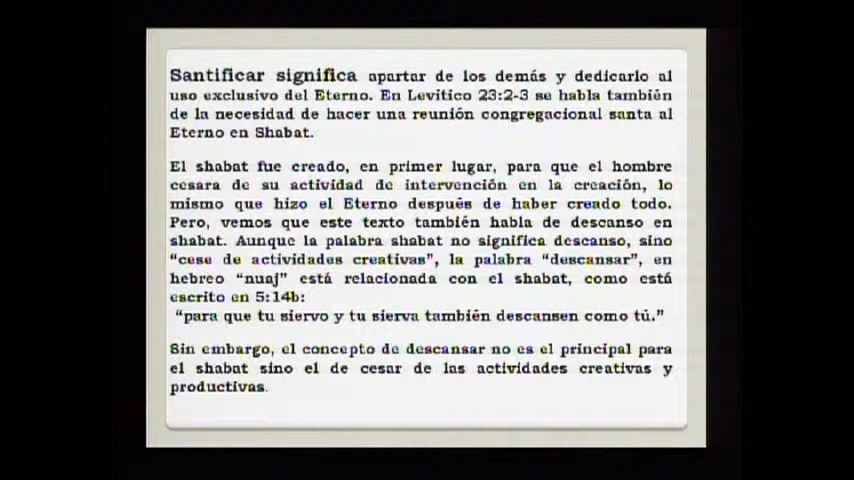 Santificar significa apartar de los demás y dedicarlo al
uso exclusivo del Eterno. En Levítico 23:2-3 se habla también
de la necesidad de hacer una reunión congregacional santa al
Eterno en Shabat.
El shabat fue creado, en primer lugar, para que el hombre
cesara de su actividad de intervención en la creación, lo
mismo que hizo el Eterno después de haber creado todo.
Pero, vemos que este texto también habla de descanso en
shabat. Aunque la palabra shabat no significa descanso, sino
“cese de actividades creativas”, la palabra “descansar”, en
hebreo “nuaj” está relacionada con el shabat, como está
escrito en 5:14b:
“para que tu siervo y tu sierva también descansen como tú.”
Sin embargo, el concepto de descansar no es el principal para
el shabat sino el de cesar de las actividades creativas y
productivas.